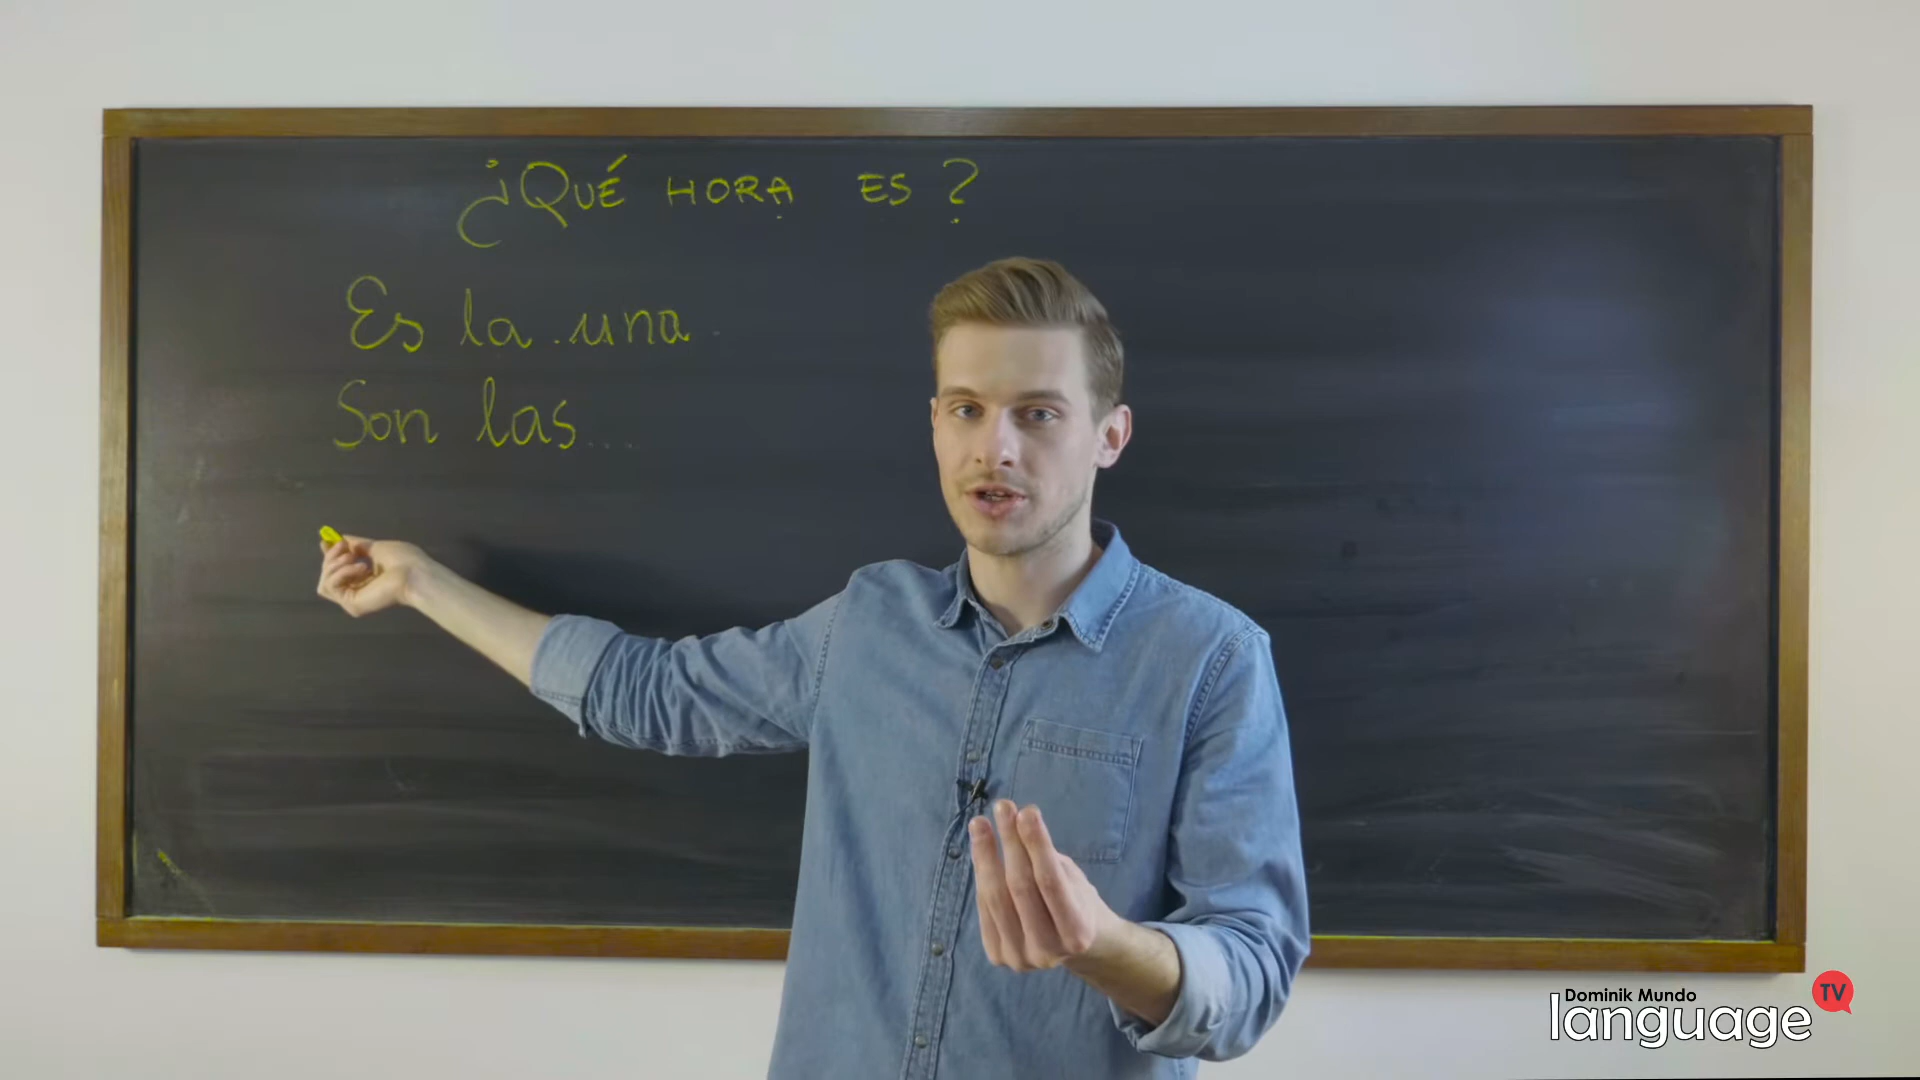 ¿QUÉ HORA ES?
Es la una
Son las...
Dominik Mundo
language TV